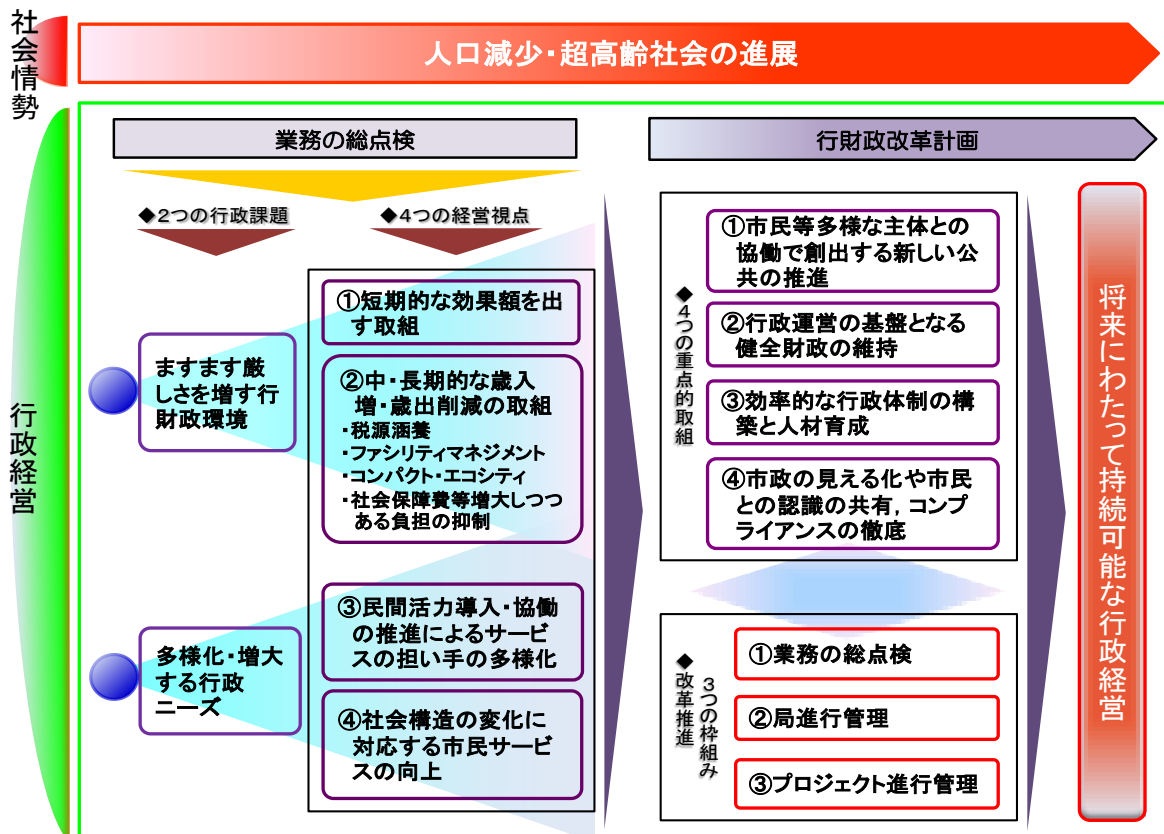 社会情勢
人口減少・超高齢社会の進展
行政経営
業務の総点検
◆2つの行政課題
◆4つの経営視点
ますます厳
しさを増す行
財政環境
多様化・増大
する行政
ニーズ
①短期的な効果額を出
す取組
②中・長期的な歳入
増・歳出削減の取組
・税源涵養
・ファシリティマネジメント
・コンパクト・エコシティ
・社会保障費等増大しつつ
ある負担の抑制
③民間活力導入・協働
の推進によるサービ
スの担い手の多様化
④社会構造の変化に
対応する市民サービ
スの向上
行財政改革計画
◆4つの重点的取組
①市民等多様な主体との
協働で創出する新しい公
共の推進
②行政運営の基盤となる
健全財政の維持
③効率的な行政体制の構
築と人材育成
④市政の見える化や市民
との認識の共有，コンプ
ライアンスの徹底
◆改革推進
3つの枠組み
①業務の総点検
②局進行管理
③プロジェクト進行管理
将来にわたって持続可能な行政経営